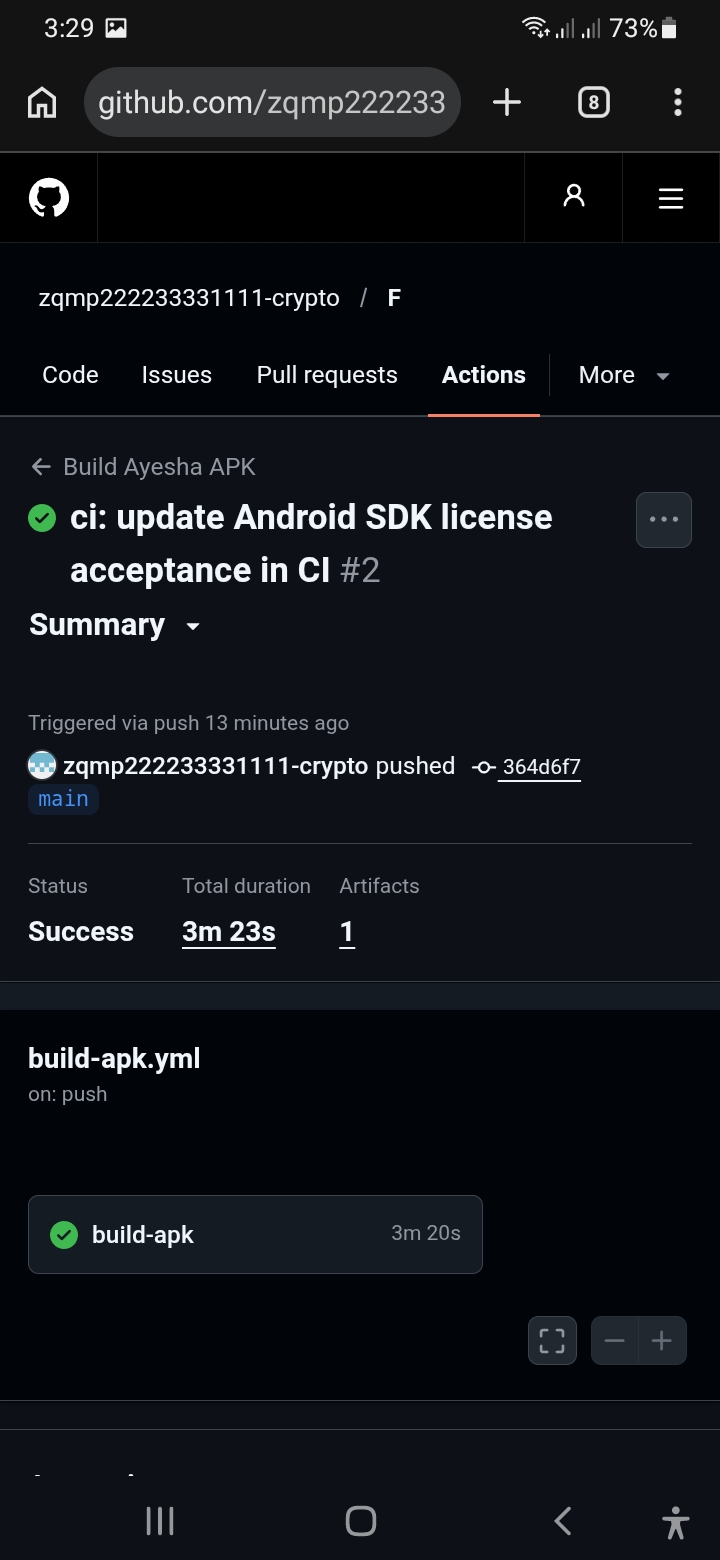 3:29 73%
github.com/zqmp222233 8
zqmp222233331111-crypto / F
Code Issues Pull requests Actions More
Build Ayesha APK
ci: update Android SDK license
acceptance in CI #2
Summary
Triggered via push 13 minutes ago
zqmp222233331111-crypto pushed 364d6f7
main
Status Total duration Artifacts
Success 3m 23s 1
build-apk.yml
on: push
build-apk 3m 20s